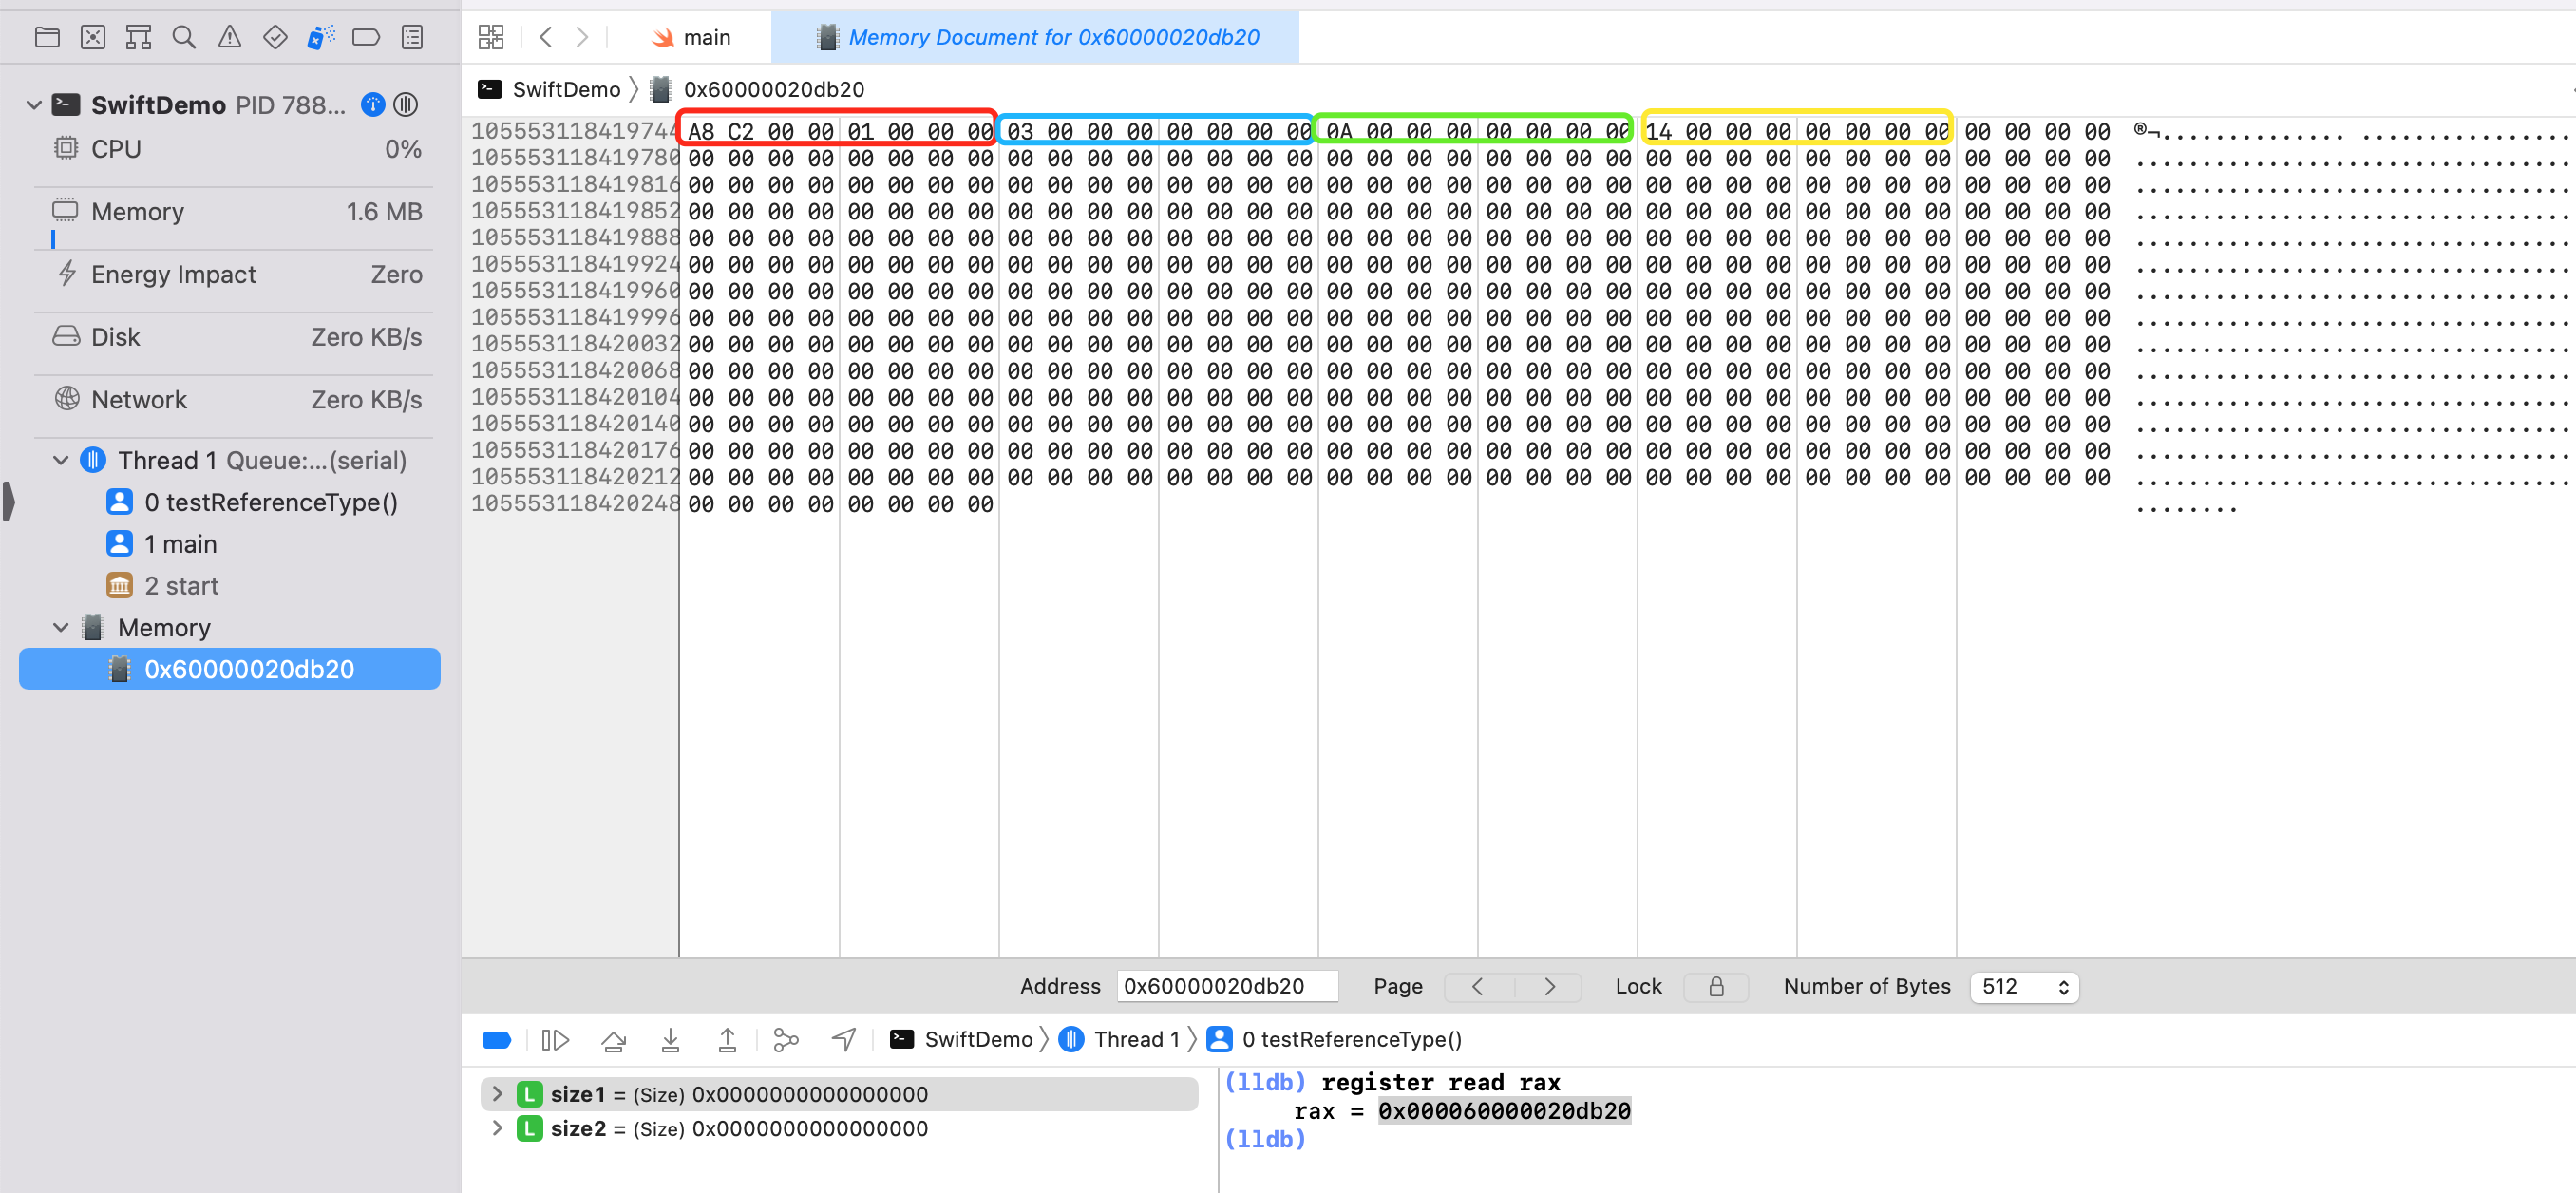 main
Memory Document for 0x60000020db20
SwiftDemo
0x60000020db20
SwiftDemo PID 788...
CPU 0%
Memory 1.6 MB
Energy Impact Zero
Disk Zero KB/s
Network Zero KB/s
Thread 1 Queue:...(serial)
0 testReferenceType()
1 main
2 start
Memory
0x60000020db20
105553118419744 A8 C2 00 00 01 00 00 00 03 00 00 00 00 00 00 00 0A 00 00 00 00 00 00 00 14 00 00 00 00 00 00 00 00 00 00 00 ®¬..................................
105553118419780 00 00 00 00 00 00 00 00 00 00 00 00 00 00 00 00 00 00 00 00 00 00 00 00 00 00 00 00 00 00 00 00 00 00 00 00 ....................................
105553118419816 00 00 00 00 00 00 00 00 00 00 00 00 00 00 00 00 00 00 00 00 00 00 00 00 00 00 00 00 00 00 00 00 00 00 00 00 ....................................
105553118419852 00 00 00 00 00 00 00 00 00 00 00 00 00 00 00 00 00 00 00 00 00 00 00 00 00 00 00 00 00 00 00 00 00 00 00 00 ....................................
105553118419888 00 00 00 00 00 00 00 00 00 00 00 00 00 00 00 00 00 00 00 00 00 00 00 00 00 00 00 00 00 00 00 00 00 00 00 00 ....................................
105553118419924 00 00 00 00 00 00 00 00 00 00 00 00 00 00 00 00 00 00 00 00 00 00 00 00 00 00 00 00 00 00 00 00 00 00 00 00 ....................................
105553118419960 00 00 00 00 00 00 00 00 00 00 00 00 00 00 00 00 00 00 00 00 00 00 00 00 00 00 00 00 00 00 00 00 00 00 00 00 ....................................
105553118419996 00 00 00 00 00 00 00 00 00 00 00 00 00 00 00 00 00 00 00 00 00 00 00 00 00 00 00 00 00 00 00 00 00 00 00 00 ....................................
105553118420032 00 00 00 00 00 00 00 00 00 00 00 00 00 00 00 00 00 00 00 00 00 00 00 00 00 00 00 00 00 00 00 00 00 00 00 00 ....................................
105553118420068 00 00 00 00 00 00 00 00 00 00 00 00 00 00 00 00 00 00 00 00 00 00 00 00 00 00 00 00 00 00 00 00 00 00 00 00 ....................................
105553118420104 00 00 00 00 00 00 00 00 00 00 00 00 00 00 00 00 00 00 00 00 00 00 00 00 00 00 00 00 00 00 00 00 00 00 00 00 ....................................
105553118420140 00 00 00 00 00 00 00 00 00 00 00 00 00 00 00 00 00 00 00 00 00 00 00 00 00 00 00 00 00 00 00 00 00 00 00 00 ....................................
105553118420176 00 00 00 00 00 00 00 00 00 00 00 00 00 00 00 00 00 00 00 00 00 00 00 00 00 00 00 00 00 00 00 00 00 00 00 00 ....................................
105553118420212 00 00 00 00 00 00 00 00 00 00 00 00 00 00 00 00 00 00 00 00 00 00 00 00 00 00 00 00 00 00 00 00 00 00 00 00 ....................................
105553118420248 00 00 00 00 00 00 00 00 ........
Address 0x60000020db20 Page Lock Number of Bytes 512
SwiftDemo Thread 1 0 testReferenceType()
size1 = (Size) 0x0000000000000000
size2 = (Size) 0x0000000000000000
(lldb) register read rax
rax = 0x000060000020db20
(lldb)